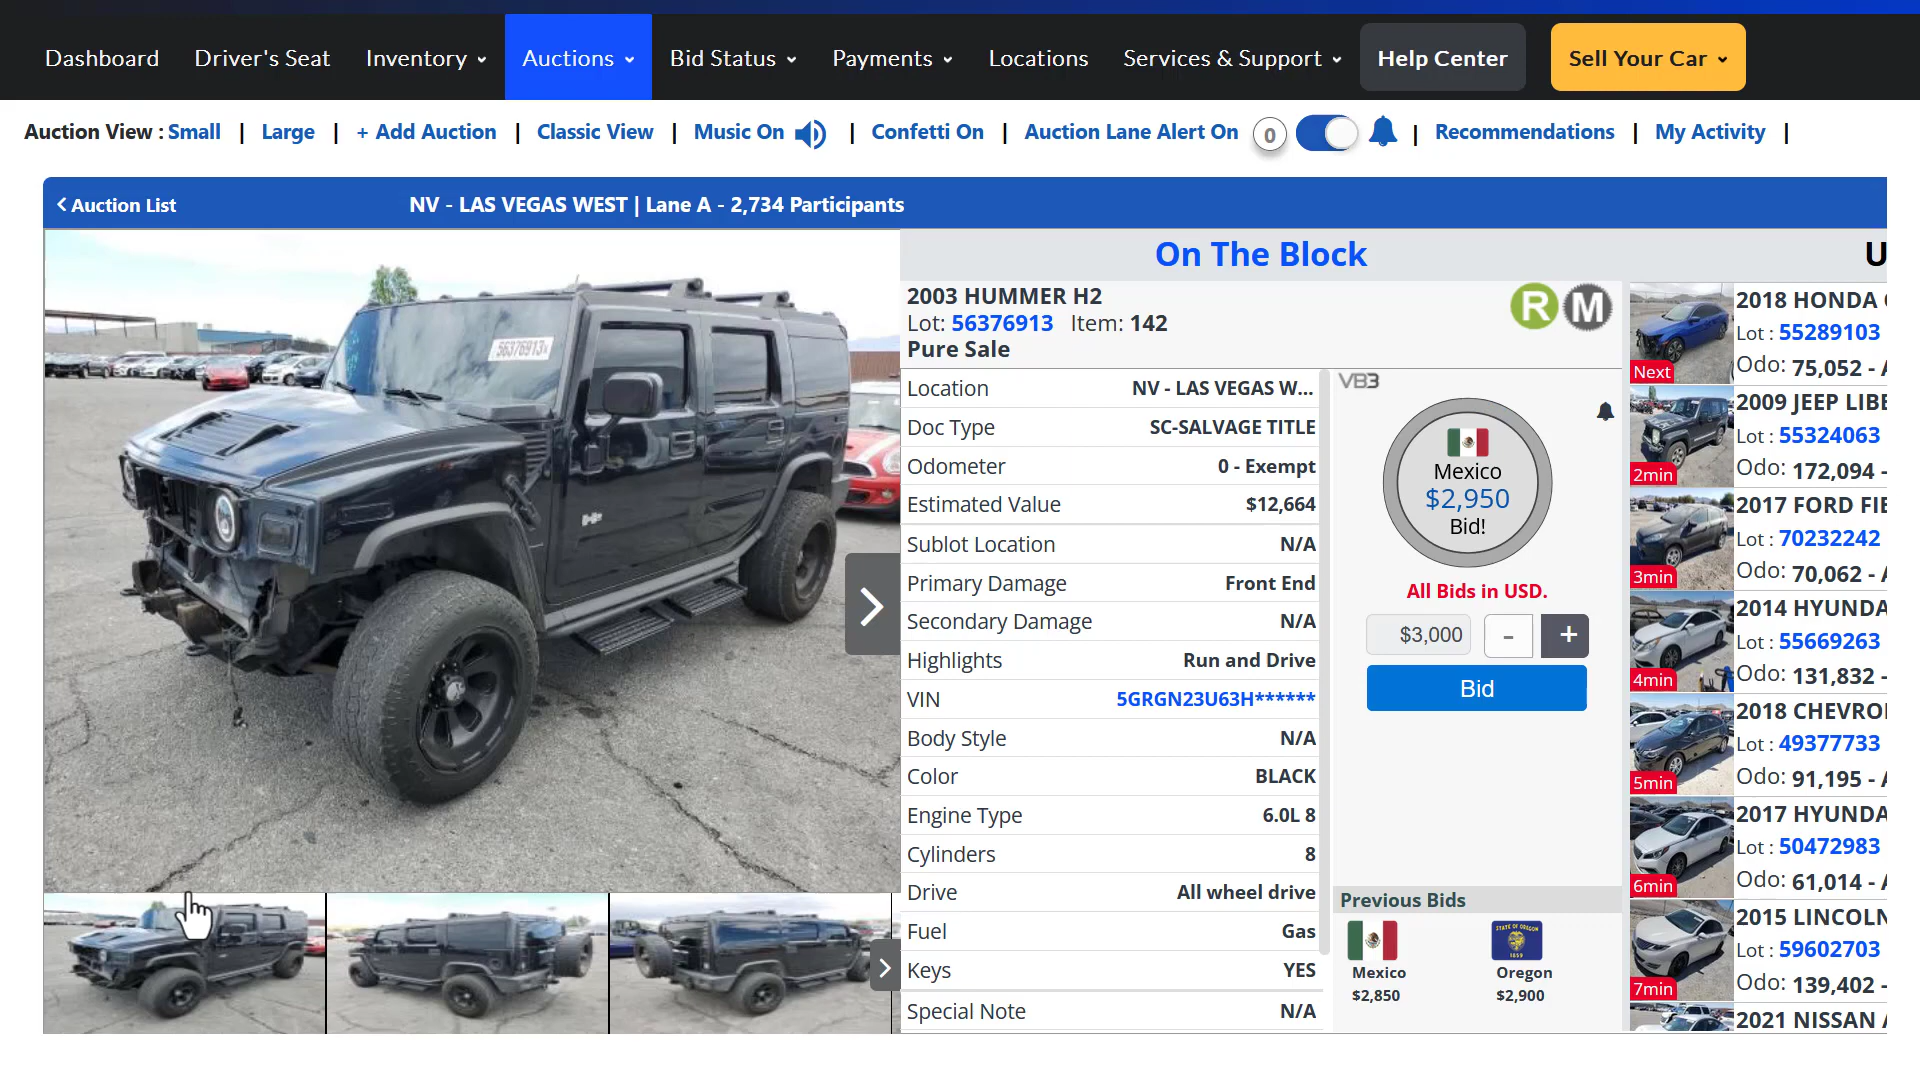 Dashboard
Driver's Seat
Inventory
Auctions
Bid Status
Payments
Locations
Services & Support
Help Center
Sell Your Car
Auction View : Small | Large | + Add Auction | Classic View | Music On | Confetti On | Auction Lane Alert On 0 | Recommendations | My Activity |
Auction List
NV - LAS VEGAS WEST | Lane A - 2,734 Participants
56376913
On The Block
2003 HUMMER H2
Lot: 56376913 Item: 142
Pure Sale
R M
Location NV - LAS VEGAS W...
Doc Type SC-SALVAGE TITLE
Odometer 0 - Exempt
Estimated Value $12,664
Sublot Location N/A
Primary Damage Front End
Secondary Damage N/A
Highlights Run and Drive
VIN 5GRGN23U63H******
Body Style N/A
Color BLACK
Engine Type 6.0L 8
Cylinders 8
Drive All wheel drive
Fuel Gas
Keys YES
Special Note N/A
VB3
Mexico
$2,950
Bid!
All Bids in USD.
$3,000 - +
Bid
Previous Bids
Mexico
$2,850
STATE OF OREGON
1859
Oregon
$2,900
U
2018 HONDA
Lot : 55289103
Odo: 75,052 - A
Next
2009 JEEP LIBE
Lot : 55324063
Odo: 172,094 -
2min
2017 FORD FIE
Lot : 70232242
Odo: 70,062 - A
3min
2014 HYUNDA
Lot : 55669263
Odo: 131,832 -
4min
2018 CHEVRO
Lot : 49377733
Odo: 91,195 - A
5min
2017 HYUNDA
Lot : 50472983
Odo: 61,014 - A
6min
2015 LINCOLN
Lot : 59602703
Odo: 139,402 -
7min
2021 NISSAN A